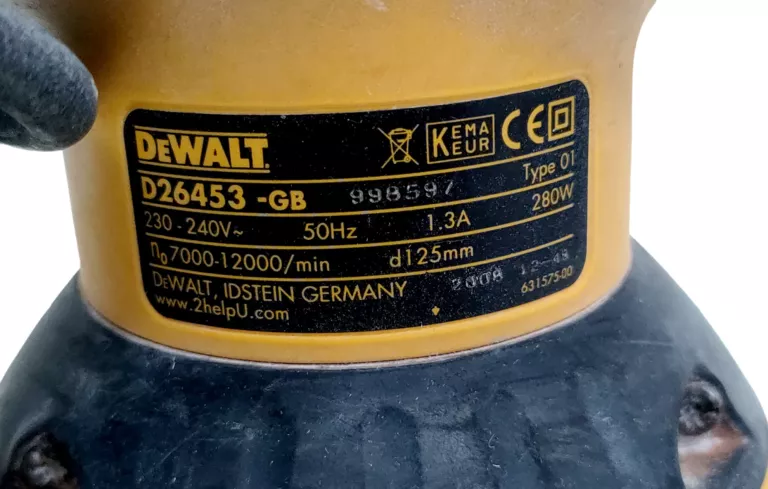 DEWALT
KEMA KEUR CE
D26453 -GB 998597 Type 01
230-240V~ 50Hz 1.3A 280W
n₀ 7000-12000/min d125mm
DEWALT, IDSTEIN GERMANY 2008 12-49
www.2helpU.com 631575-00